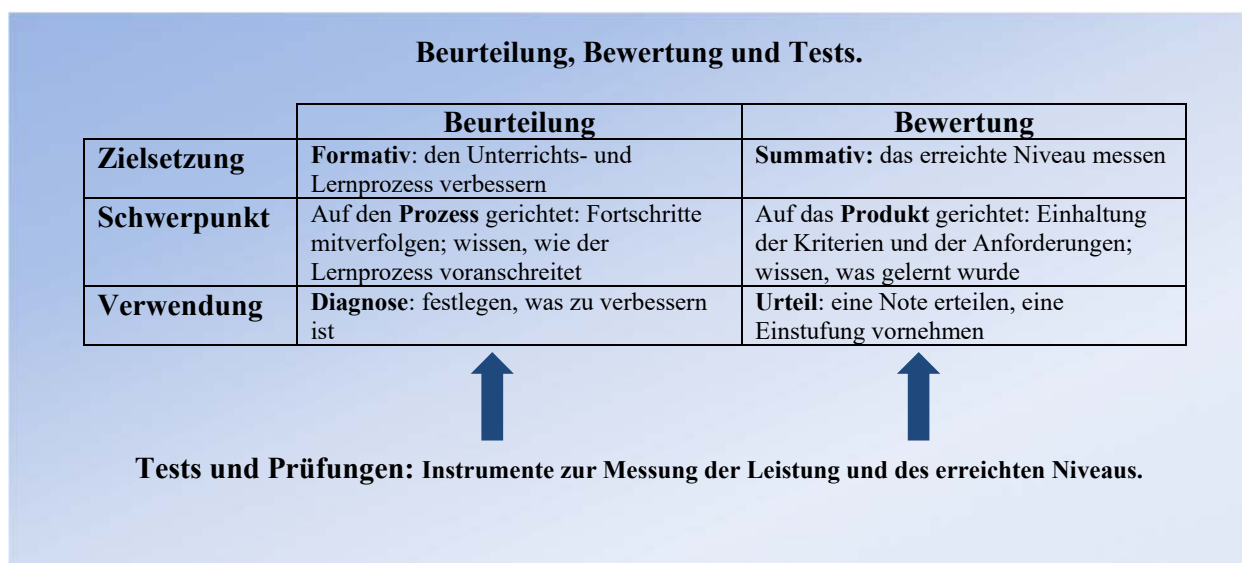 Beurteilung, Bewertung und Tests.
Beurteilung Bewertung
Zielsetzung
Formativ: den Unterrichts- und
Lernprozess verbessern
Summativ: das erreichte Niveau messen
Schwerpunkt
Auf den Prozess gerichtet: Fortschritte
mitverfolgen; wissen, wie der
Lernprozess voranschreitet
Auf das Produkt gerichtet: Einhaltung
der Kriterien und der Anforderungen;
wissen, was gelernt wurde
Verwendung
Diagnose: festlegen, was zu verbessern
ist
Urteil: eine Note erteilen, eine
Einstufung vornehmen
Tests und Prüfungen: Instrumente zur Messung der Leistung und des erreichten Niveaus.